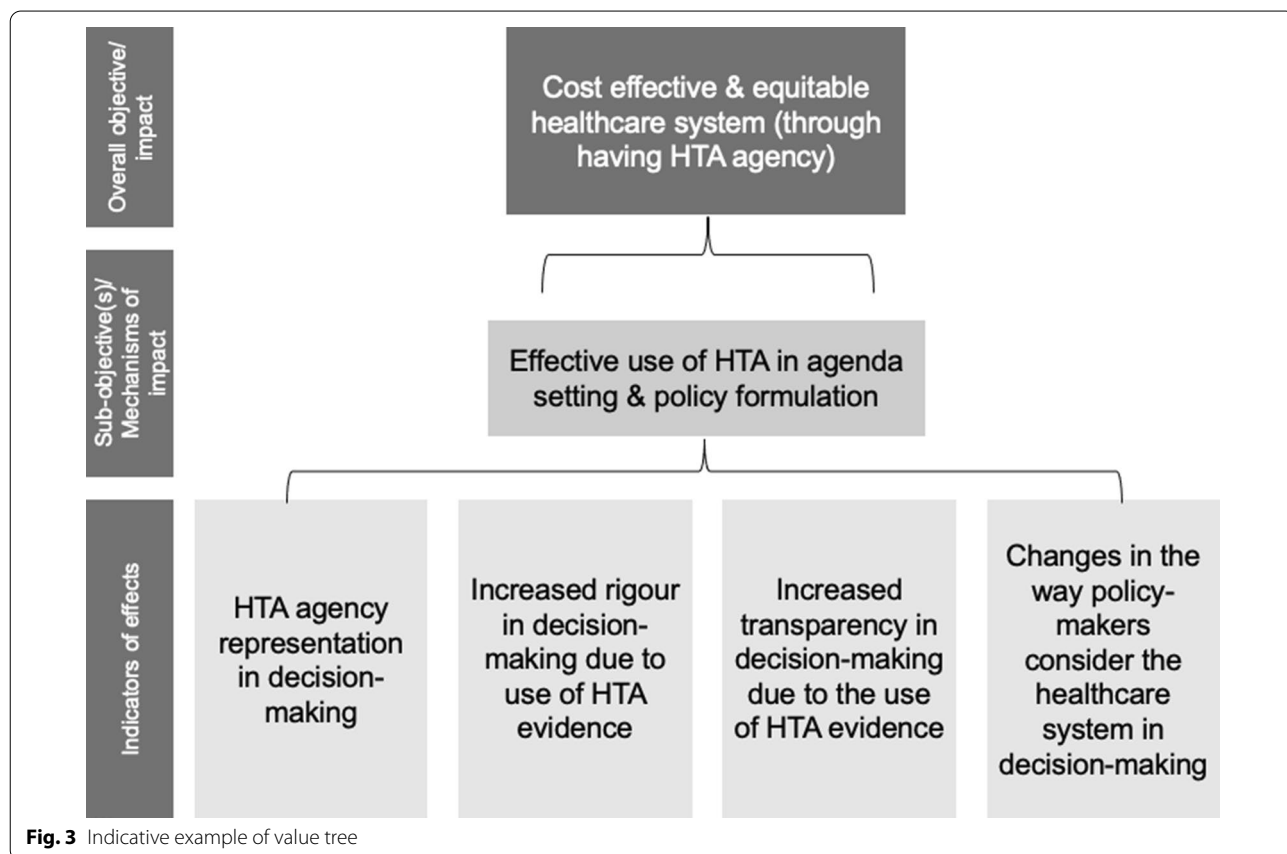 Overall objective/
impact
Cost effective & equitable
healthcare system (through
having HTA agency)
Sub-objective(s)/
Mechanisms of
impact
Effective use of HTA in agenda
setting & policy formulation
Indicators of effects
HTA agency
representation
in decision-
making
Increased rigour
in decision-
making due to
use of HTA
evidence
Increased
transparency in
decision-making
due to the use
of HTA evidence
Changes in the
way policy-
makers
consider the
healthcare
system in
decision-making
Fig. 3 Indicative example of value tree